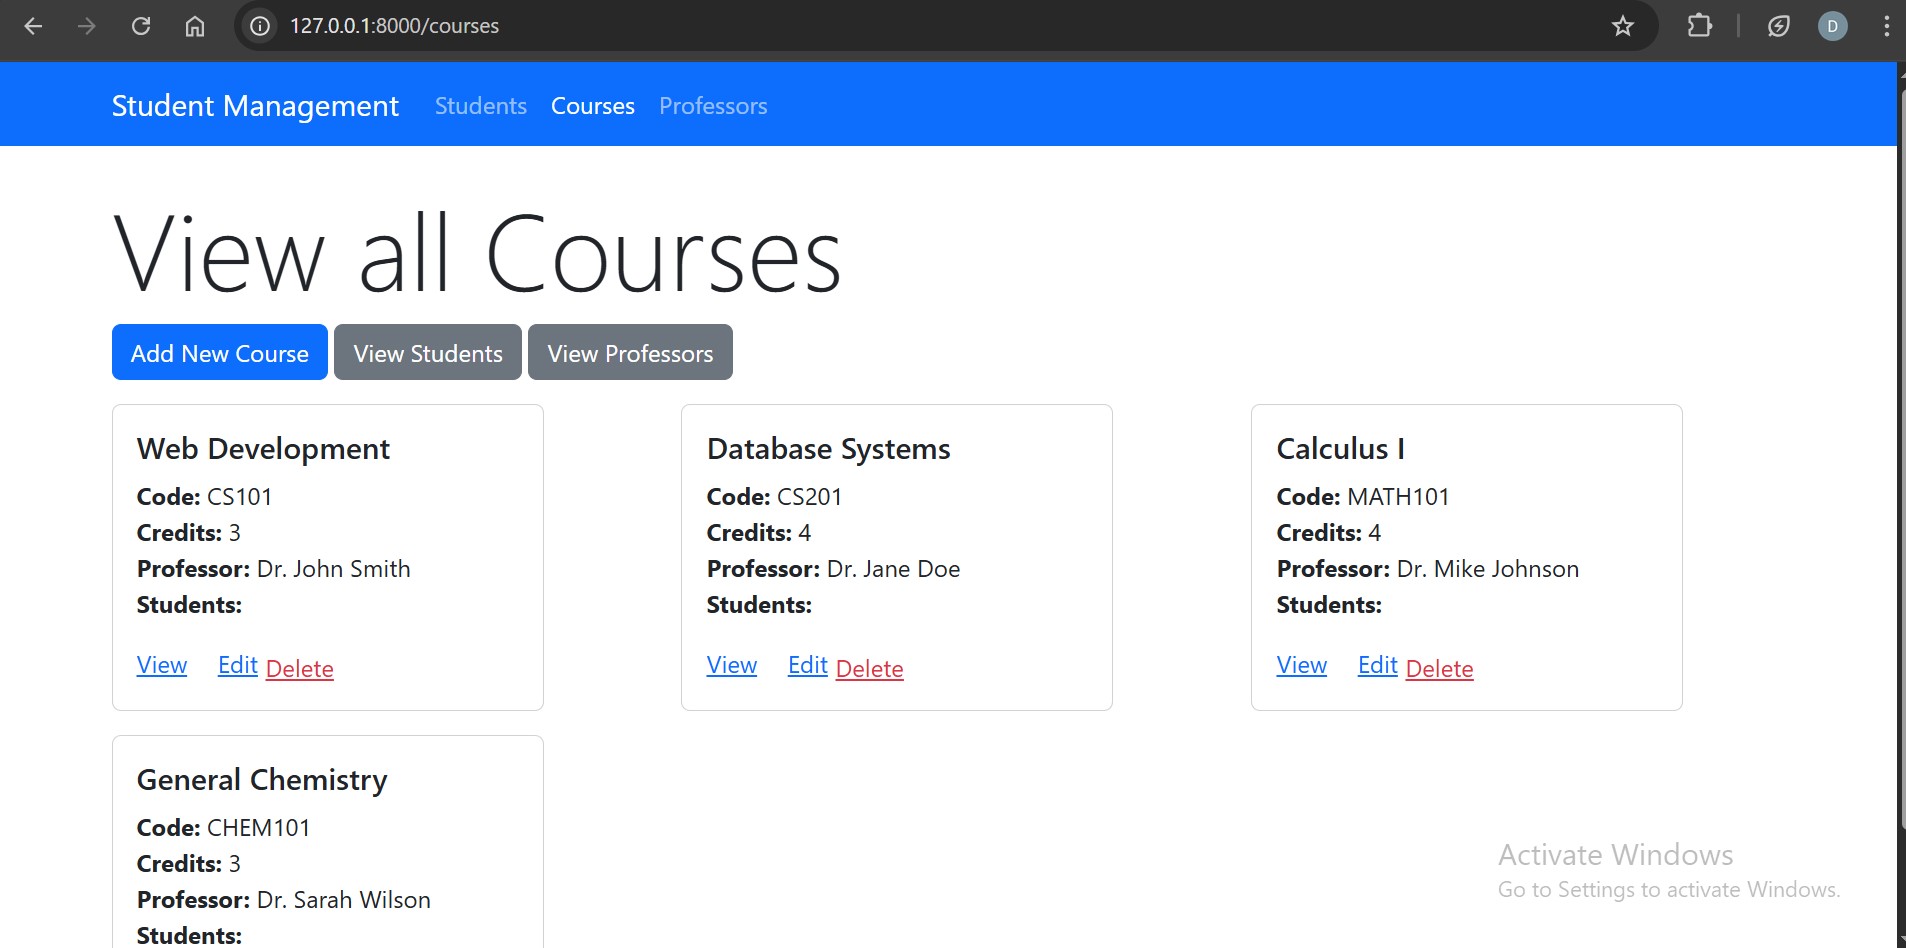 127.0.0.1:8000/courses
D
Student Management Students Courses Professors
View all Courses
Add New Course View Students View Professors
Web Development
Code: CS101
Credits: 3
Professor: Dr. John Smith
Students:
View Edit Delete
Database Systems
Code: CS201
Credits: 4
Professor: Dr. Jane Doe
Students:
View Edit Delete
Calculus I
Code: MATH101
Credits: 4
Professor: Dr. Mike Johnson
Students:
View Edit Delete
General Chemistry
Code: CHEM101
Credits: 3
Professor: Dr. Sarah Wilson
Students:
Activate Windows
Go to Settings to activate Windows.